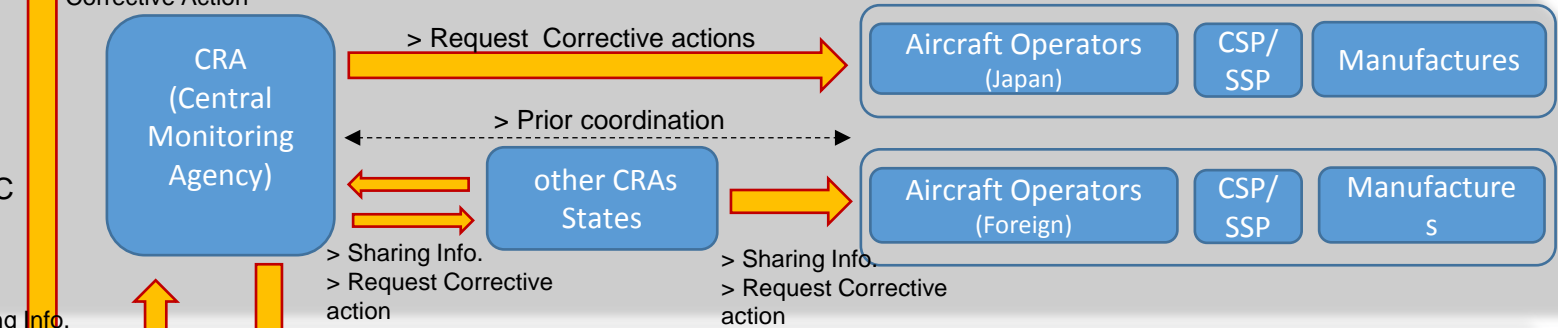 Corrective Action
CRA
(Central
Monitoring
Agency)
> Request  Corrective actions
Aircraft Operators
(Japan)
CSP/
SSP
Manufactures
> Prior coordination
other CRAs
States
Aircraft Operators
(Foreign)
CSP/
SSP
Manufacture
s
C
> Sharing Info.
> Request Corrective
action
> Sharing Info.
> Request Corrective
action
ng Info.